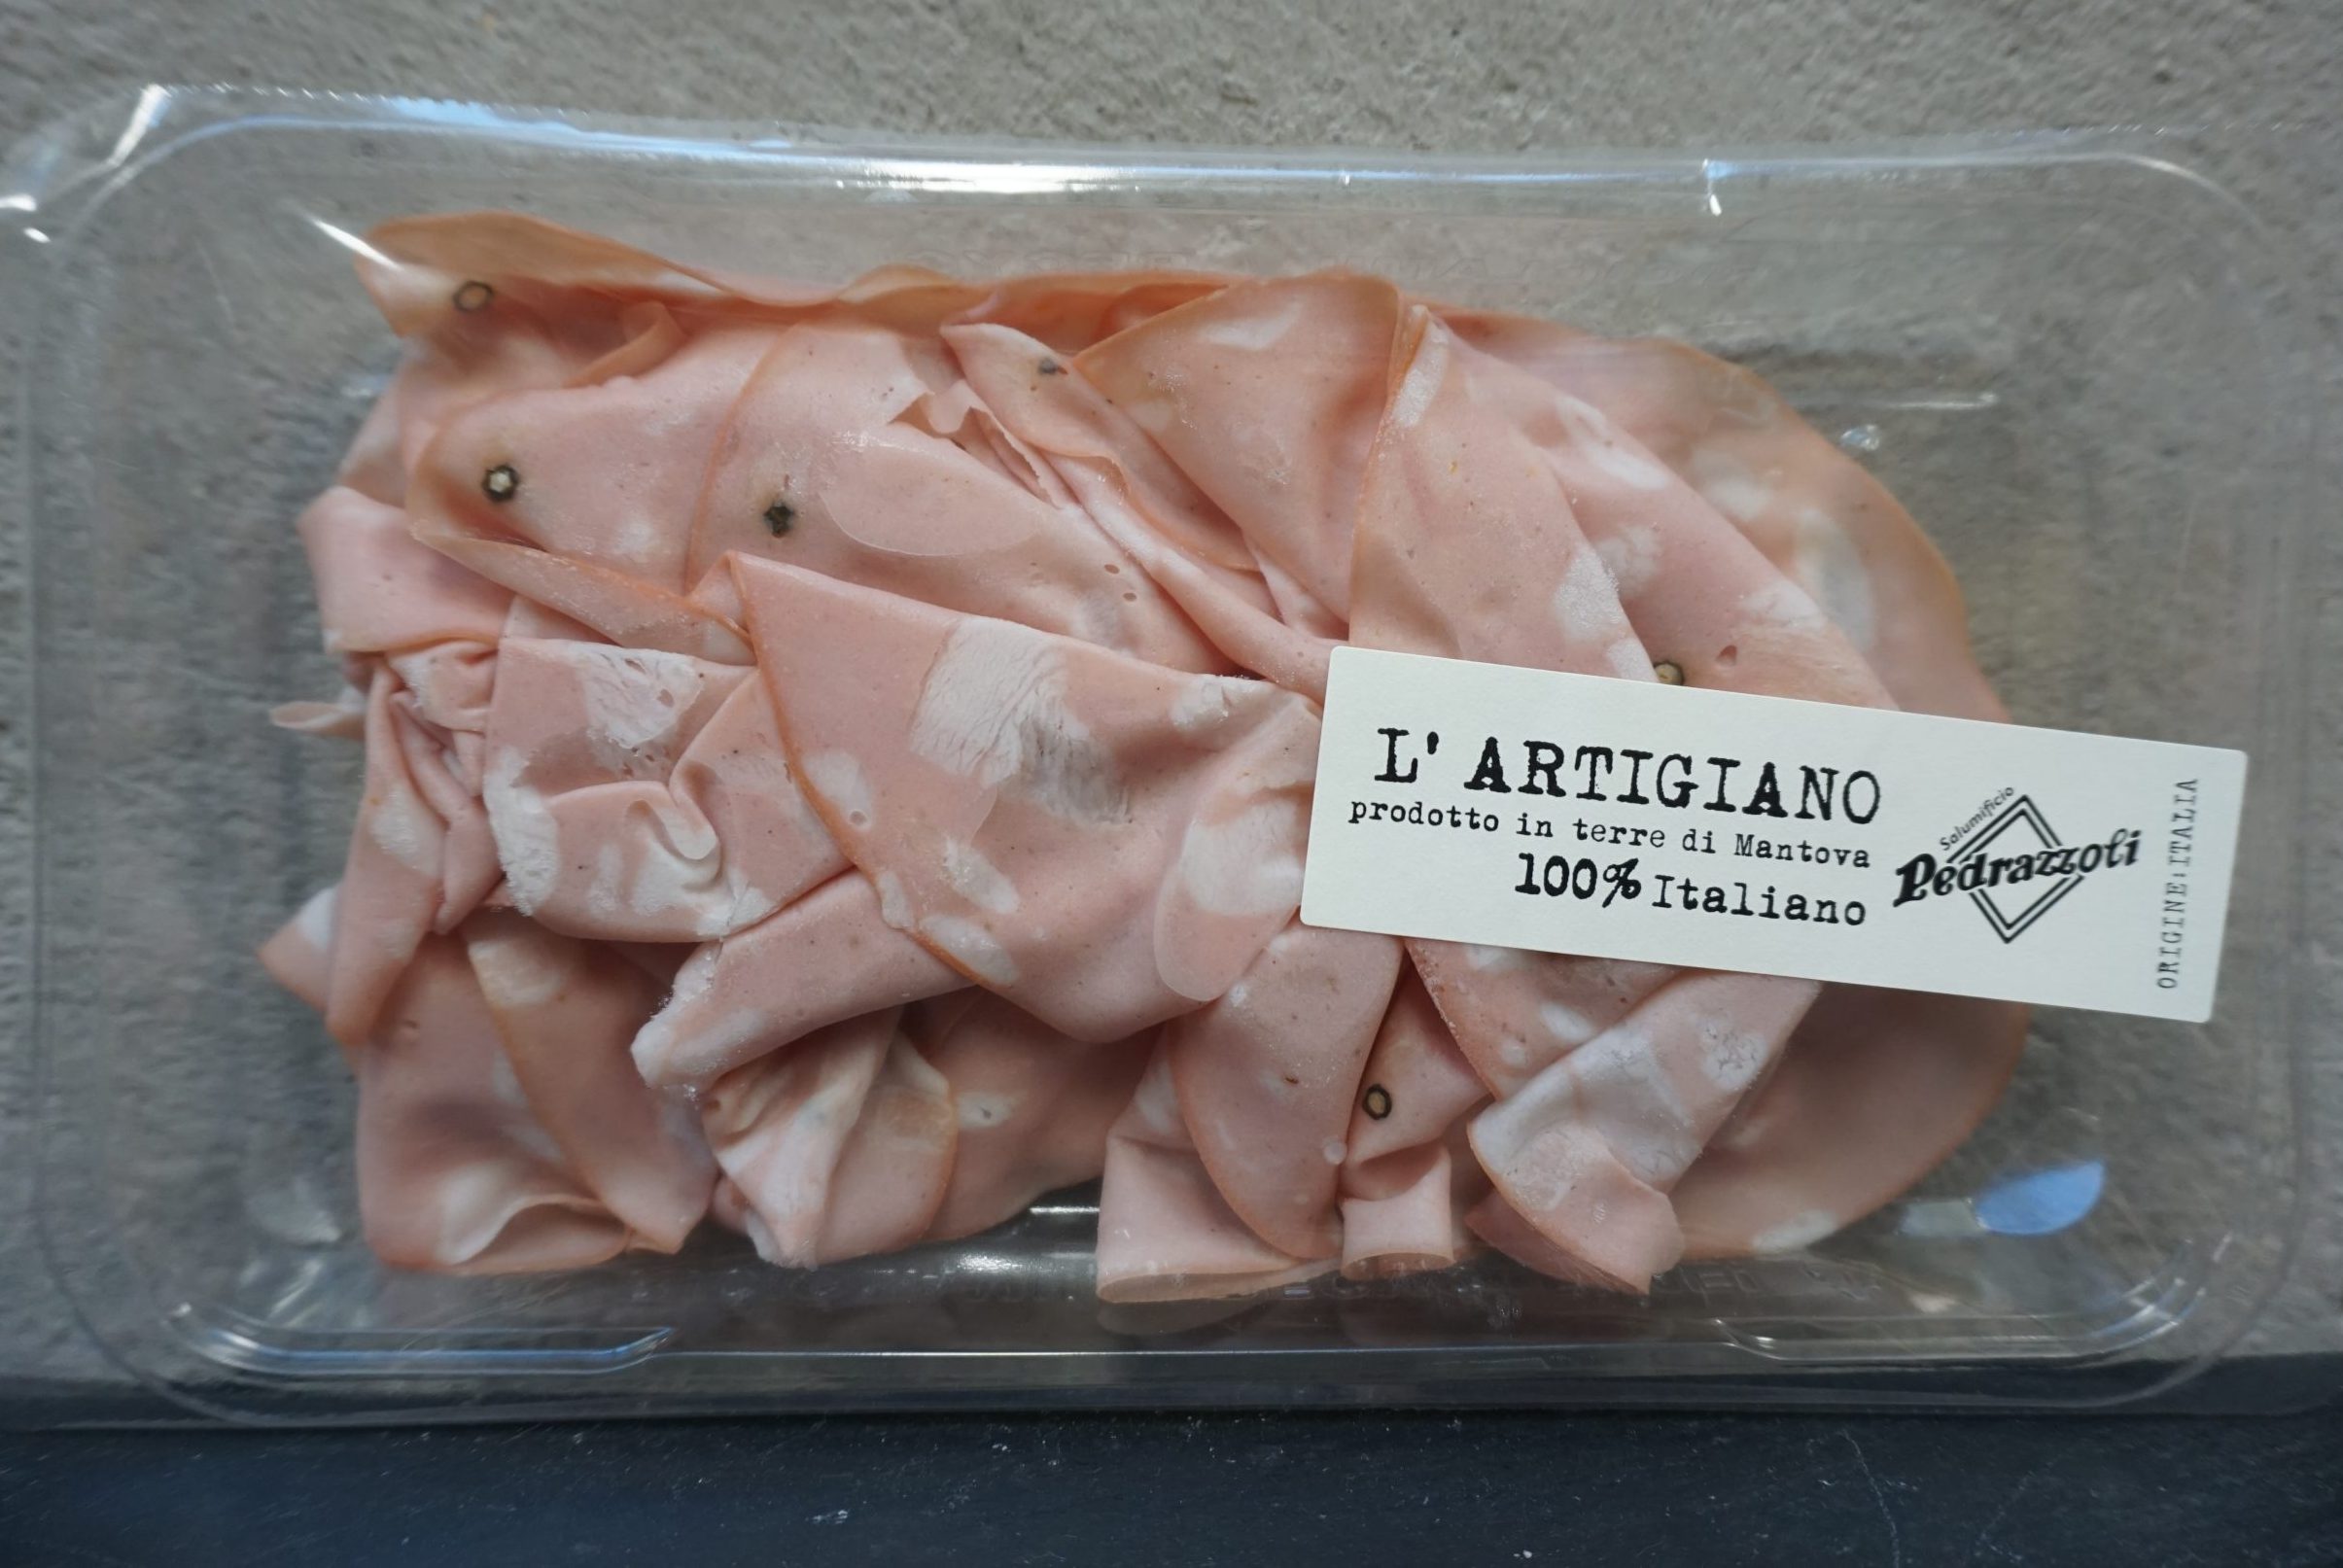 L' ARTIGIANO
prodotto in terre di Mantova
100% Italiano
Salumificio
Pedrazzoli
ORIGINE: ITALIA